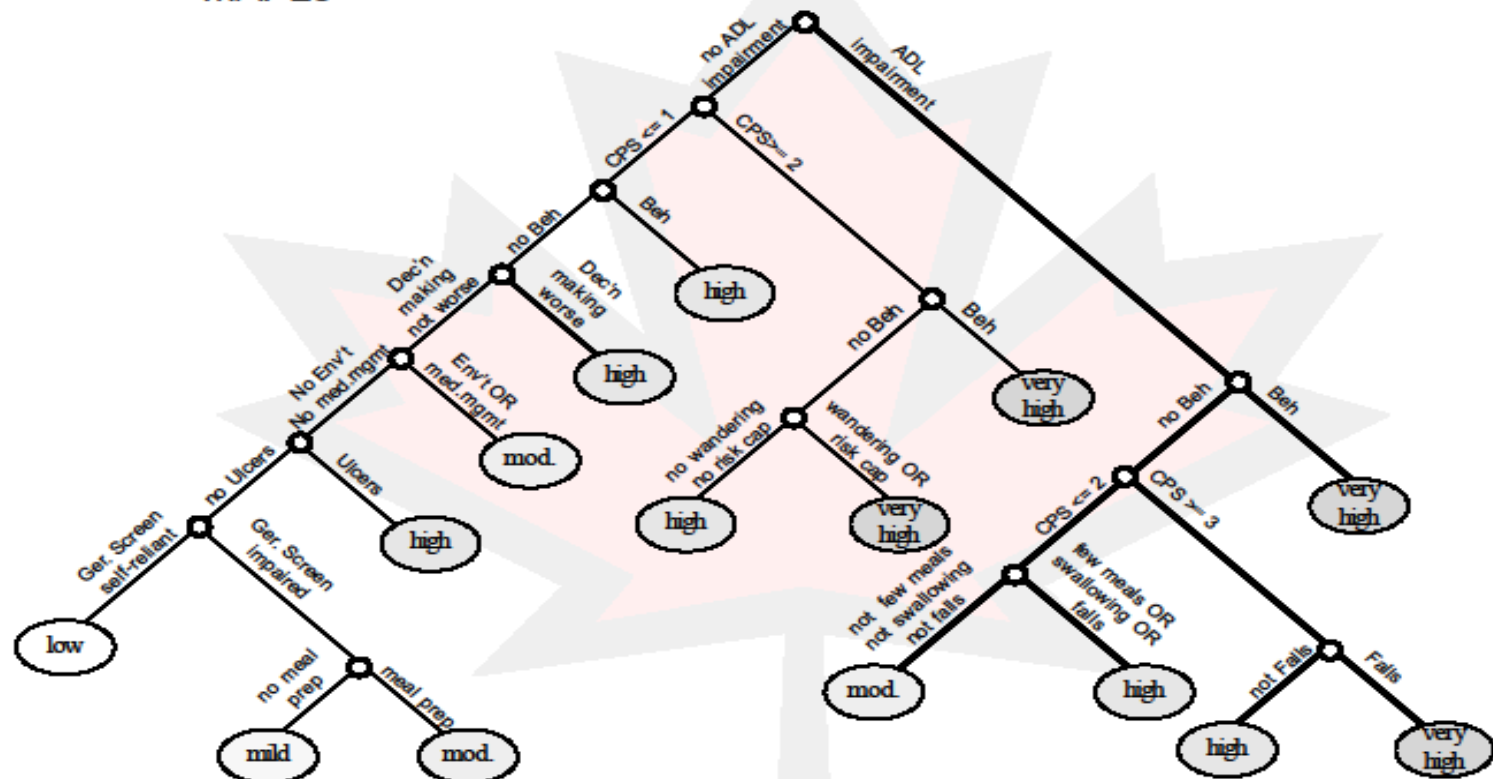 no ADL
impairment
ADL
impairment
CPS <= 1
CPS>= 2
no Beh
Beh
high
Dec'n
making
not worse
Dec'n
making
worse
high
no Beh
Beh
very
high
no Beh
Beh
very
high
No Env't
No med.mgmt
Env't OR
med.mgmt
mod.
no wandering
no risk cap
wandering OR
risk cap
high
very
high
CPS <= 2
CPS >= 3
no Ulcers
Ulcers
high
Ger. Screen
self-reliant
Ger. Screen
impaired
low
not few meals
not swallowing
not falls
few meals OR
swallowing OR
falls
mod.
high
not Falls
Falls
high
very
high
no meal
prep
meal prep
mild
mod.